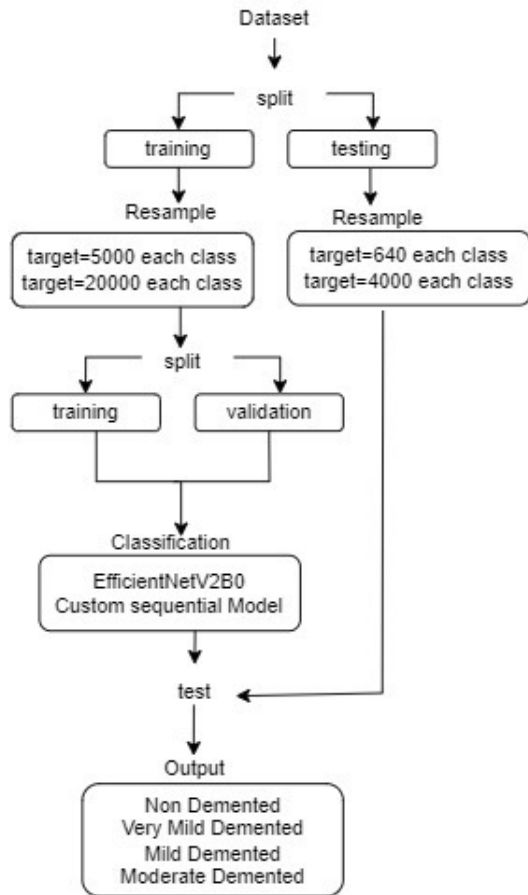 Dataset
split
training
testing
Resample
Resample
target=5000 each class
target=20000 each class
target=640 each class
target=4000 each class
split
training
validation
Classification
EfficientNetV2B0
Custom sequential Model
test
Output
Non Demented
Very Mild Demented
Mild Demented
Moderate Demented